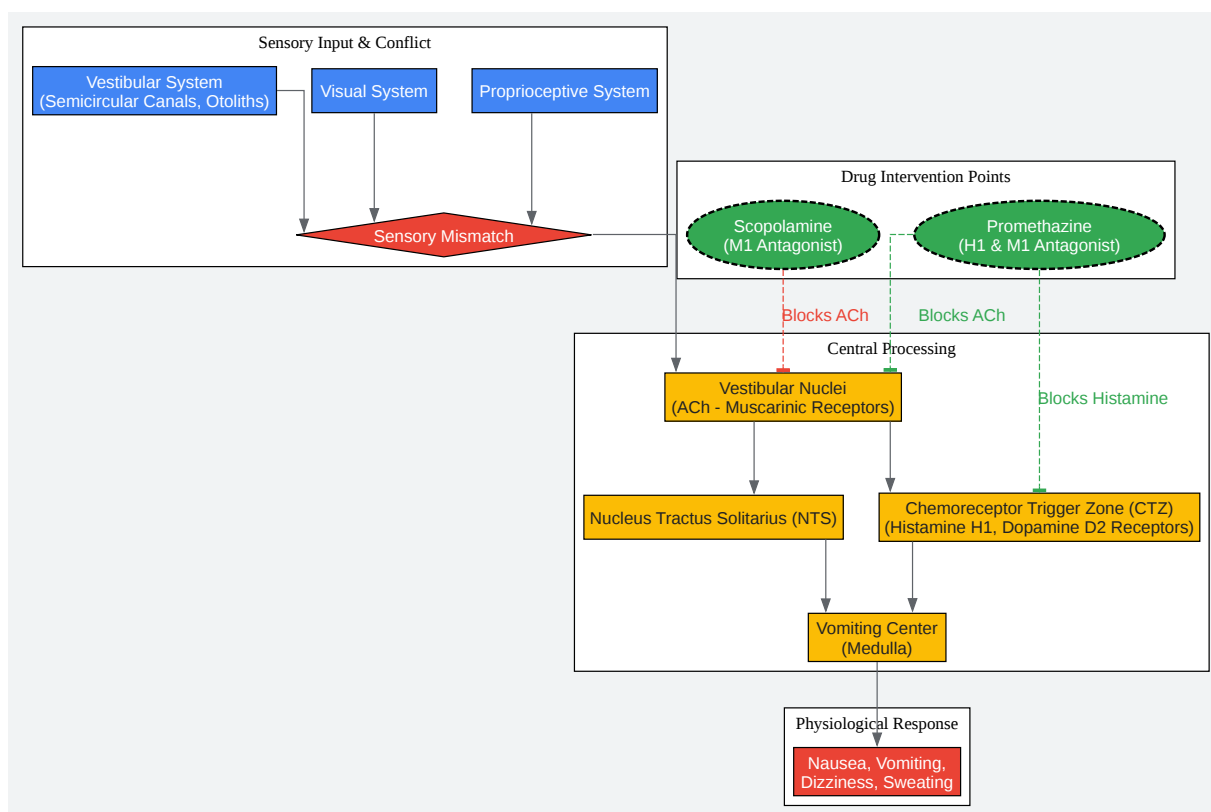 Sensory Input & Conflict
Vestibular System
(Semicircular Canals, Otoliths)
Visual System
Proprioceptive System
Sensory Mismatch
Drug Intervention Points
Scopolamine
(M1 Antagonist)
Promethazine
(H1 & M1 Antagonist)
Blocks ACh
Blocks ACh
Central Processing
Vestibular Nuclei
(ACh - Muscarinic Receptors)
Blocks Histamine
Nucleus Tractus Solitarius (NTS)
Chemoreceptor Trigger Zone (CTZ)
(Histamine H1, Dopamine D2 Receptors)
Vomiting Center
(Medulla)
Physiological Response
Nausea, Vomiting,
Dizziness, Sweating